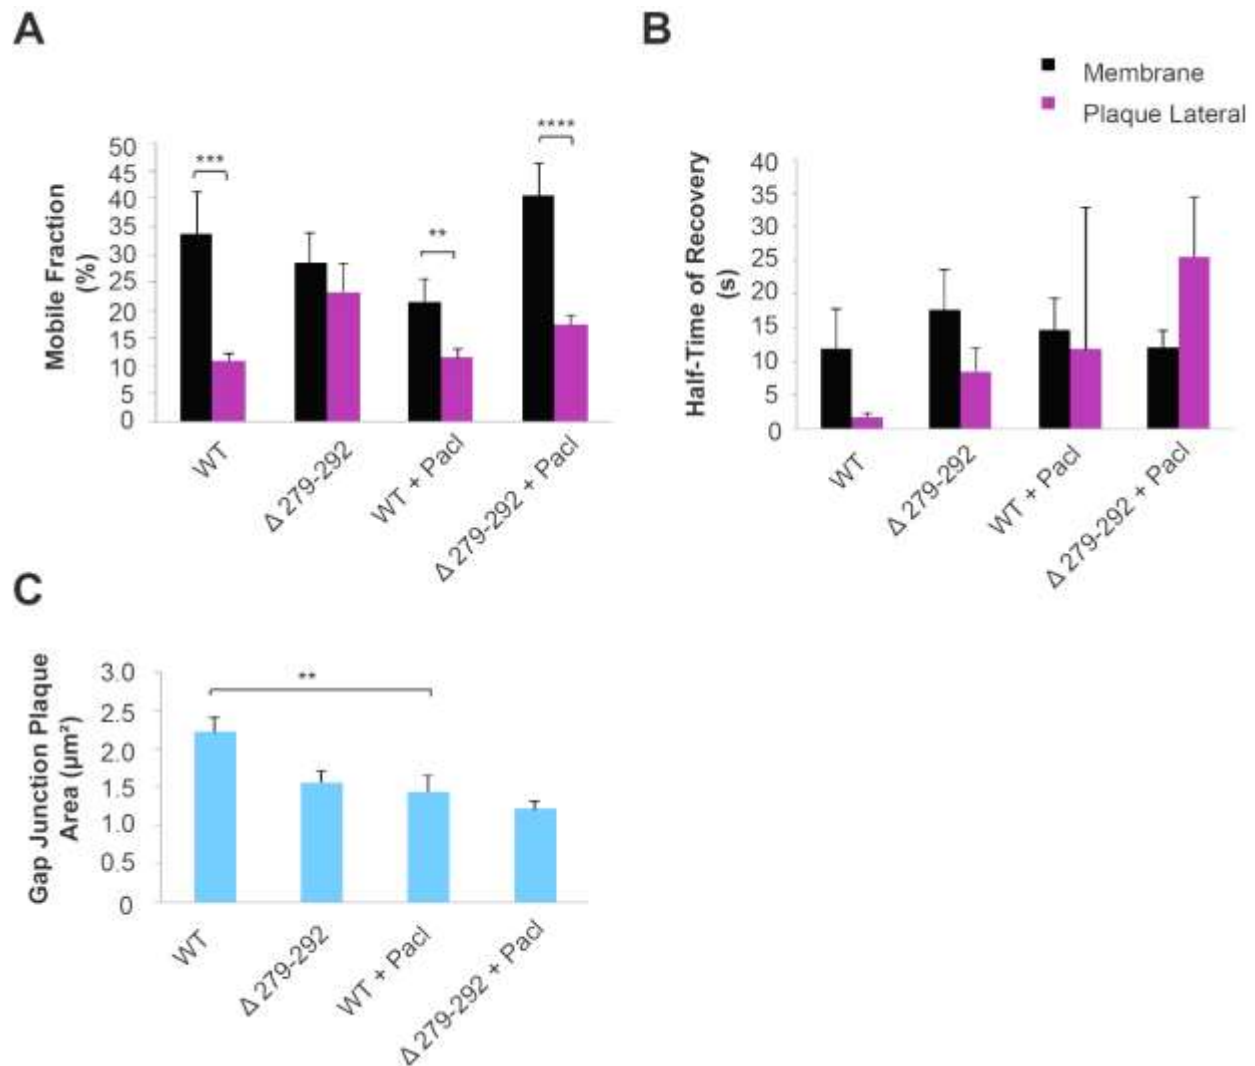 A
B
Membrane
Plaque Lateral
Mobile Fraction
(%)
50
45
40
35
30
25
20
15
10
5
0
***
**
****
WT
Δ 279-292
WT + Pacl
Δ 279-292 + Pacl
Half-Time of Recovery
(s)
40
35
30
25
20
15
10
5
0
WT
Δ 279-292
WT + Pacl
Δ 279-292 + Pacl
C
Gap Junction Plaque
Area (µm²)
3.0
2.5
2.0
1.5
1.0
0.5
0
**
WT
Δ 279-292
WT + Pacl
Δ 279-292 + Pacl